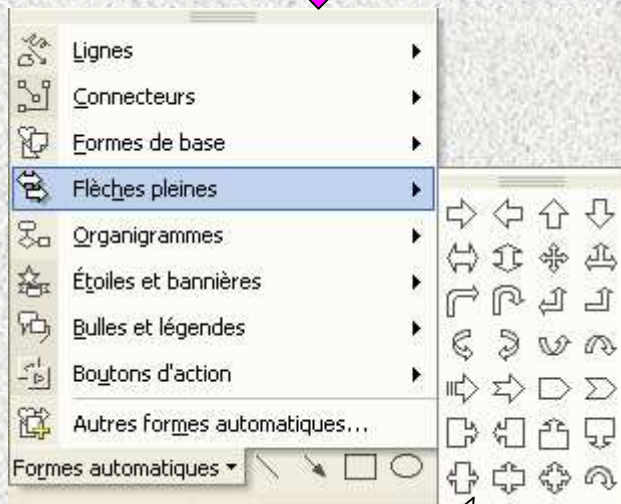 Lignes
Connecteurs
Formes de base
Flèches pleines
Organigrammes
Étoiles et bannières
Bulles et légendes
Boutons d'action
Autres formes automatiques...
Formes automatiques